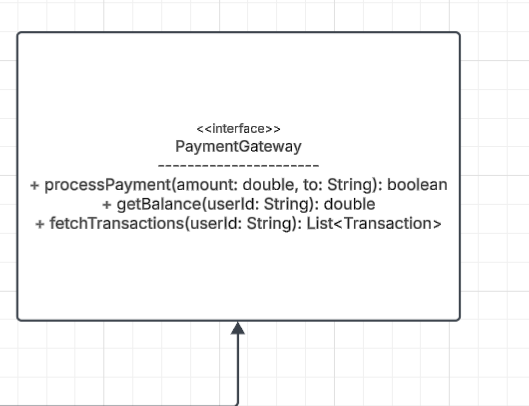 <<interface>>
PaymentGateway
----------------------
+ processPayment(amount: double, to: String): boolean
+ getBalance(userId: String): double
+ fetchTransactions(userId: String): List<Transaction>